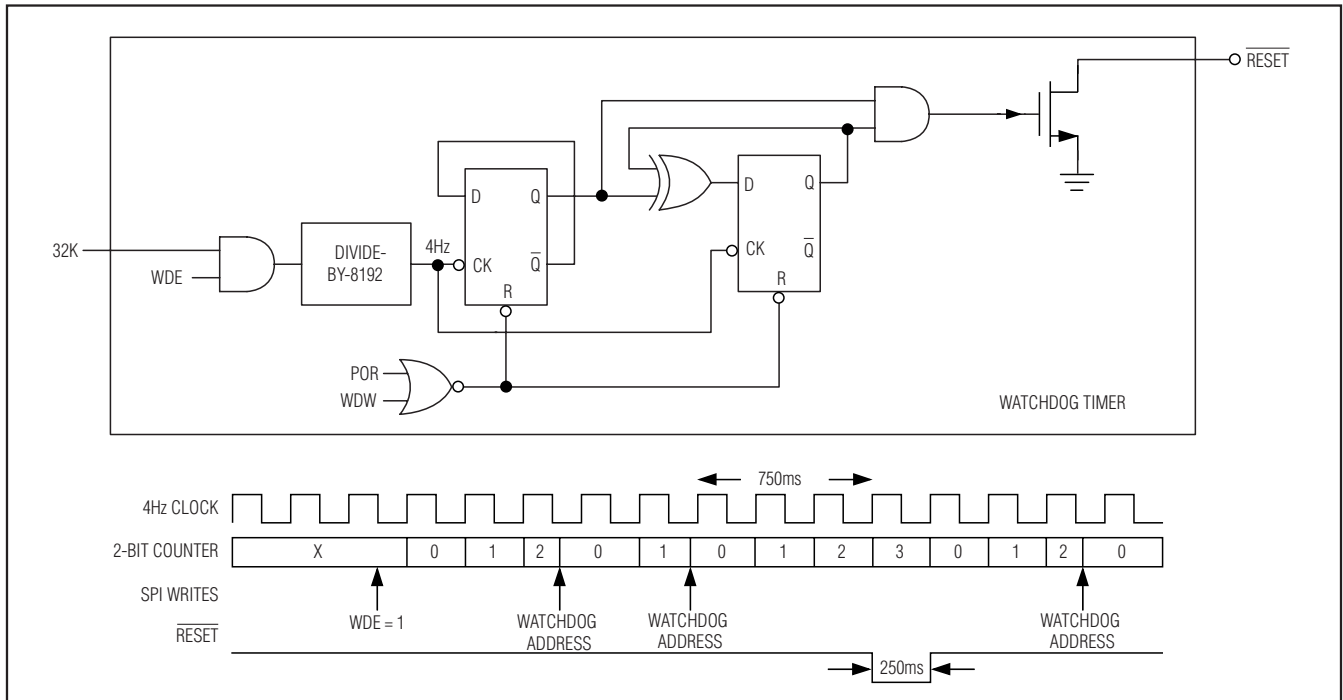 RESET
32K
WDE
DIVIDE-
BY-8192
4Hz
D
Q
CK
Q
R
D
Q
CK
Q
R
POR
WDW
WATCHDOG TIMER
750ms
4Hz CLOCK
2-BIT COUNTER
X 0 1 2 0 1 0 1 2 3 0 1 2 0
SPI WRITES
WDE = 1
WATCHDOG
ADDRESS
WATCHDOG
ADDRESS
WATCHDOG
ADDRESS
RESET
250ms